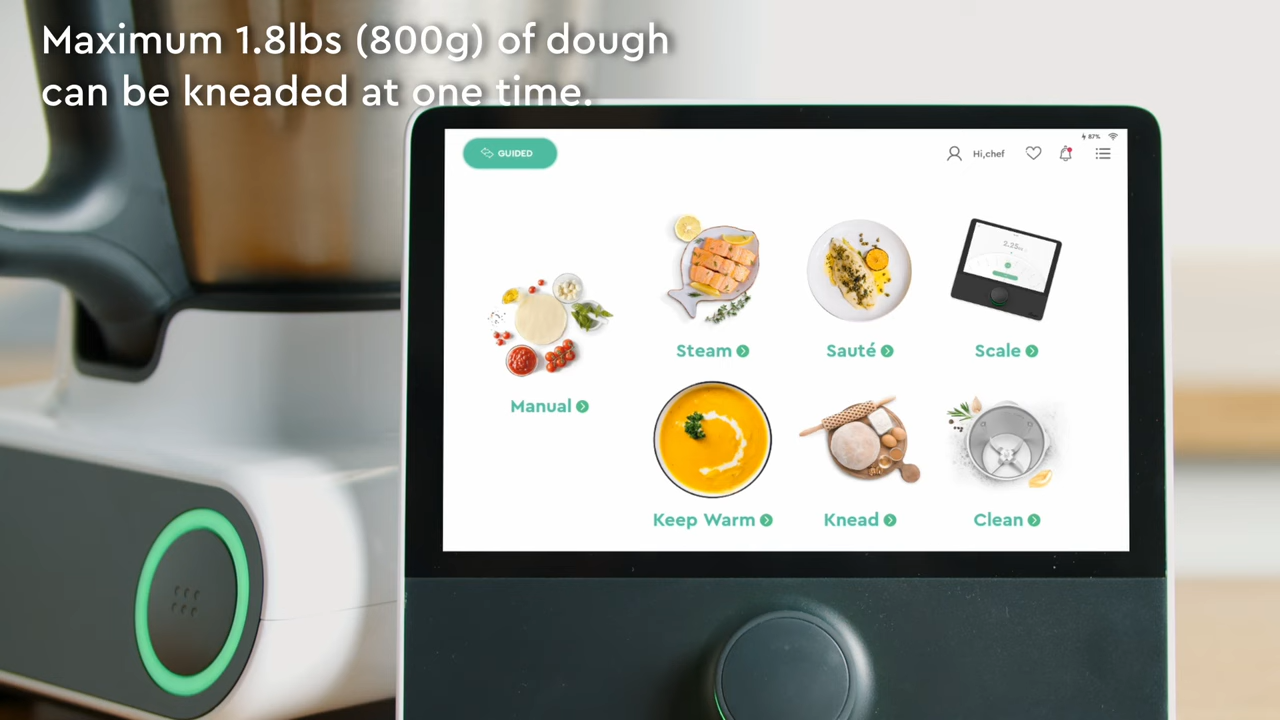 Maximum 1.8lbs (800g) of dough
can be kneaded at one time.
87%
GUIDED
Hi,chef
Steam
Sauté
Scale
Manual
Keep Warm
Knead
Clean